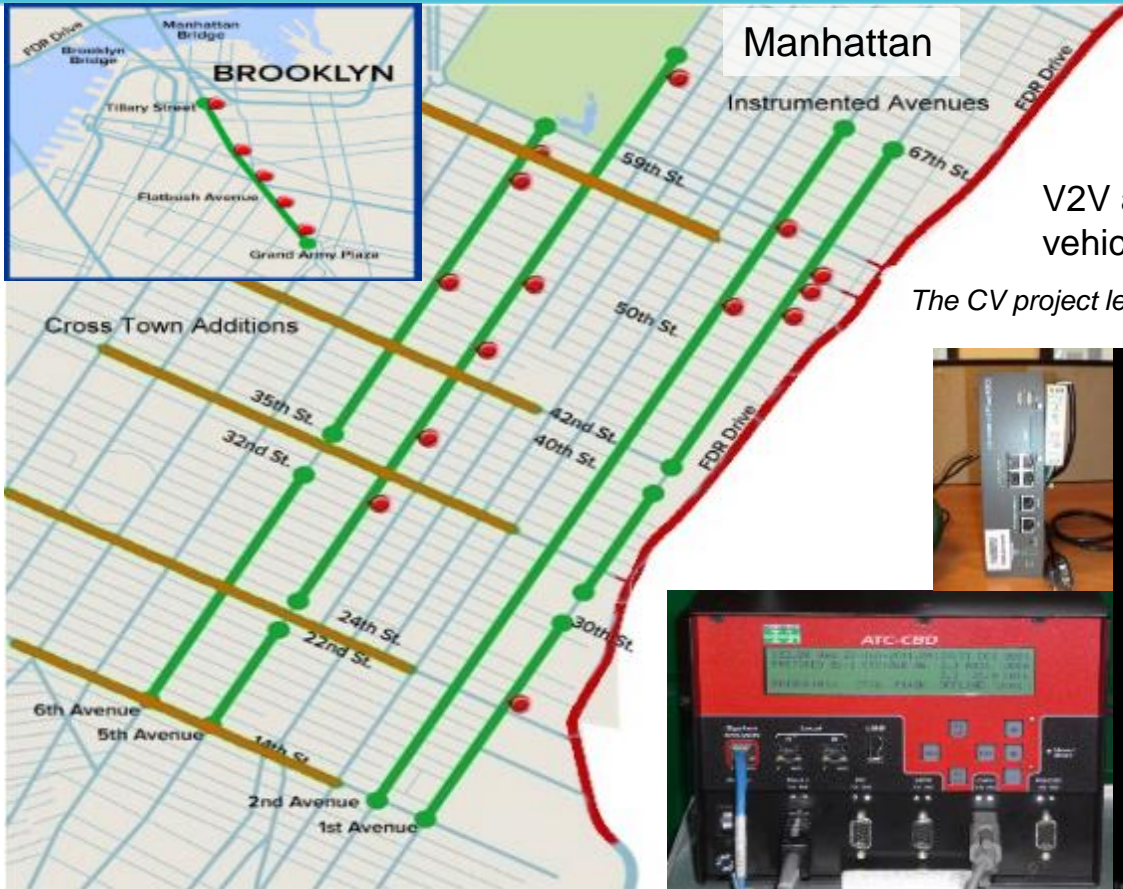 FDR Drive
Manhattan
Bridge
Brooklyn
Bridge
BROOKLYN
Tillary Street
Flatbush Avenue
Grand Army Plaza
Manhattan
Instrumented Avenues
FDR Drive
59th St.
67th St.
V2V
vehic
The CV project le
Cross Town Additions
50th St.
35th St.
32nd St.
42nd St.
40th St.
FDR Drive
24th St.
22nd St.
30th St.
6th Avenue
5th Avenue
14th St.
2nd Avenue
1st Avenue
ATC-CBD